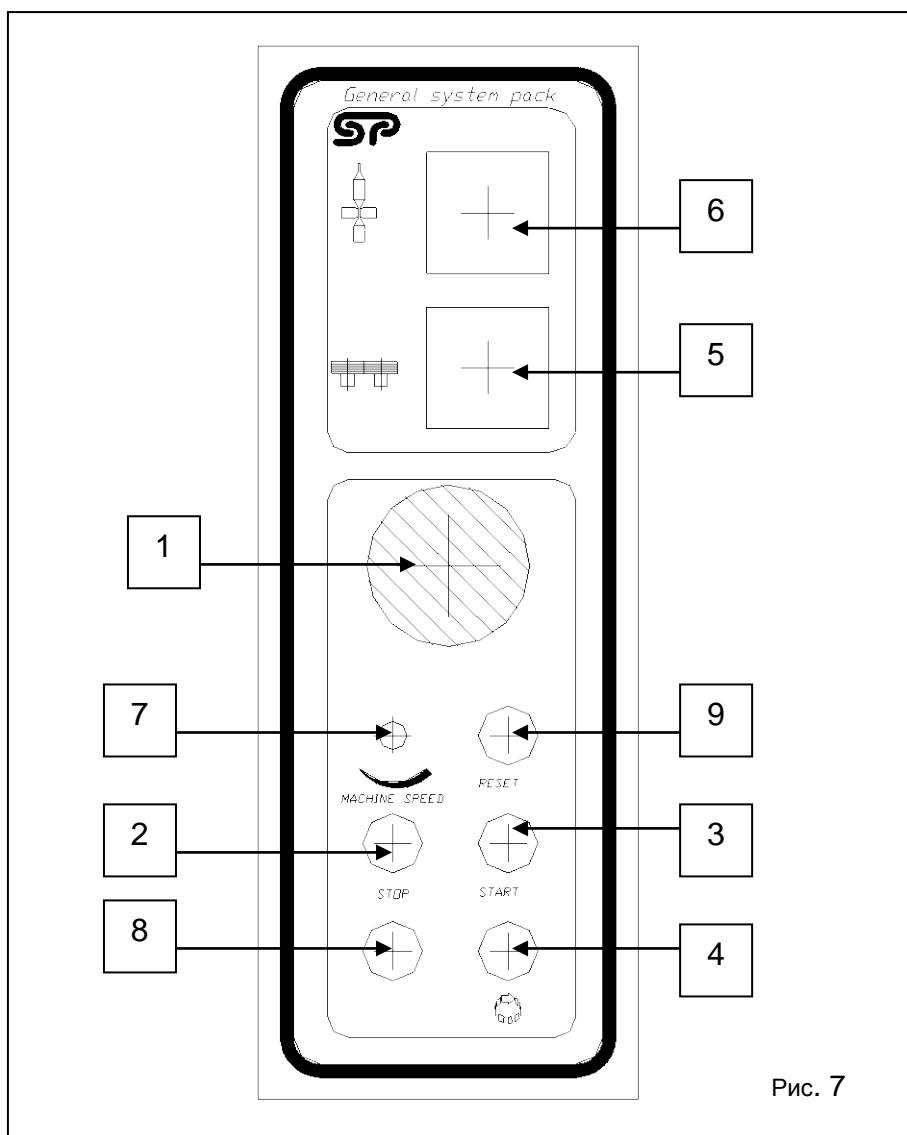 General system pack
SP
6
5
1
7
9
RESET
MACHINE SPEED
2
3
STOP
START
8
4
Рис. 7